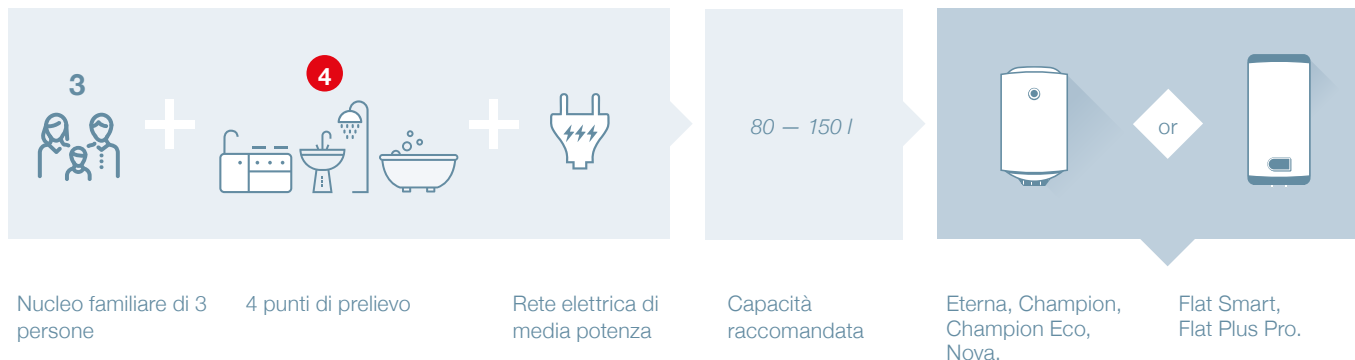 3
4
80 — 150 l
or
Nucleo familiare di 3
persone
4 punti di prelievo
Rete elettrica di
media potenza
Capacità
raccomandata
Eterna, Champion,
Champion Eco,
Nova.
Flat Smart,
Flat Plus Pro.